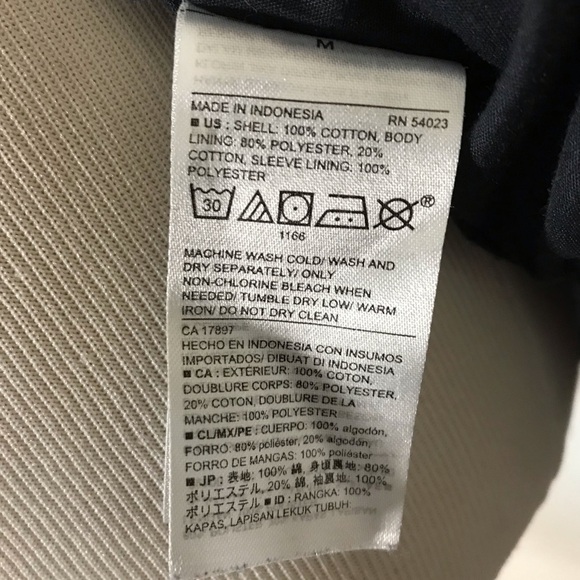 M
MADE IN INDONESIA RN 54023
■ US : SHELL: 100% COTTON, BODY
LINING: 80% POLYESTER, 20%
COTTON, SLEEVE LINING: 100%
POLYESTER
30 ®
1166
MACHINE WASH COLD/ WASH AND
DRY SEPARATELY/ ONLY
NON-CHLORINE BLEACH WHEN
NEEDED/ TUMBLE DRY LOW/ WARM
IRON/ DO NOT DRY CLEAN
CA 17897
HECHO EN INDONESIA CON INSUMOS
IMPORTADOS/ DIBUAT DI INDONESIA
■ CA : EXTÉRIEUR: 100% COTON,
DOUBLURE CORPS: 80% POLYESTER,
20% COTON, DOUBLURE DE LA
MANCHE: 100% POLYESTER
■ CL/MX/PE : CUERPO: 100% algodón,
FORRO: 80% poliéster, 20% algodón,
FORRO DE MANGAS: 100% poliéster
■ JP : 表地: 100% 綿, 身頃裏地: 80%
ポリエステル, 20% 綿, 袖裏地: 100%
ポリエステル ■ ID : RANGKA: 100%
KAPAS, LAPISAN LEKUK TUBUH: